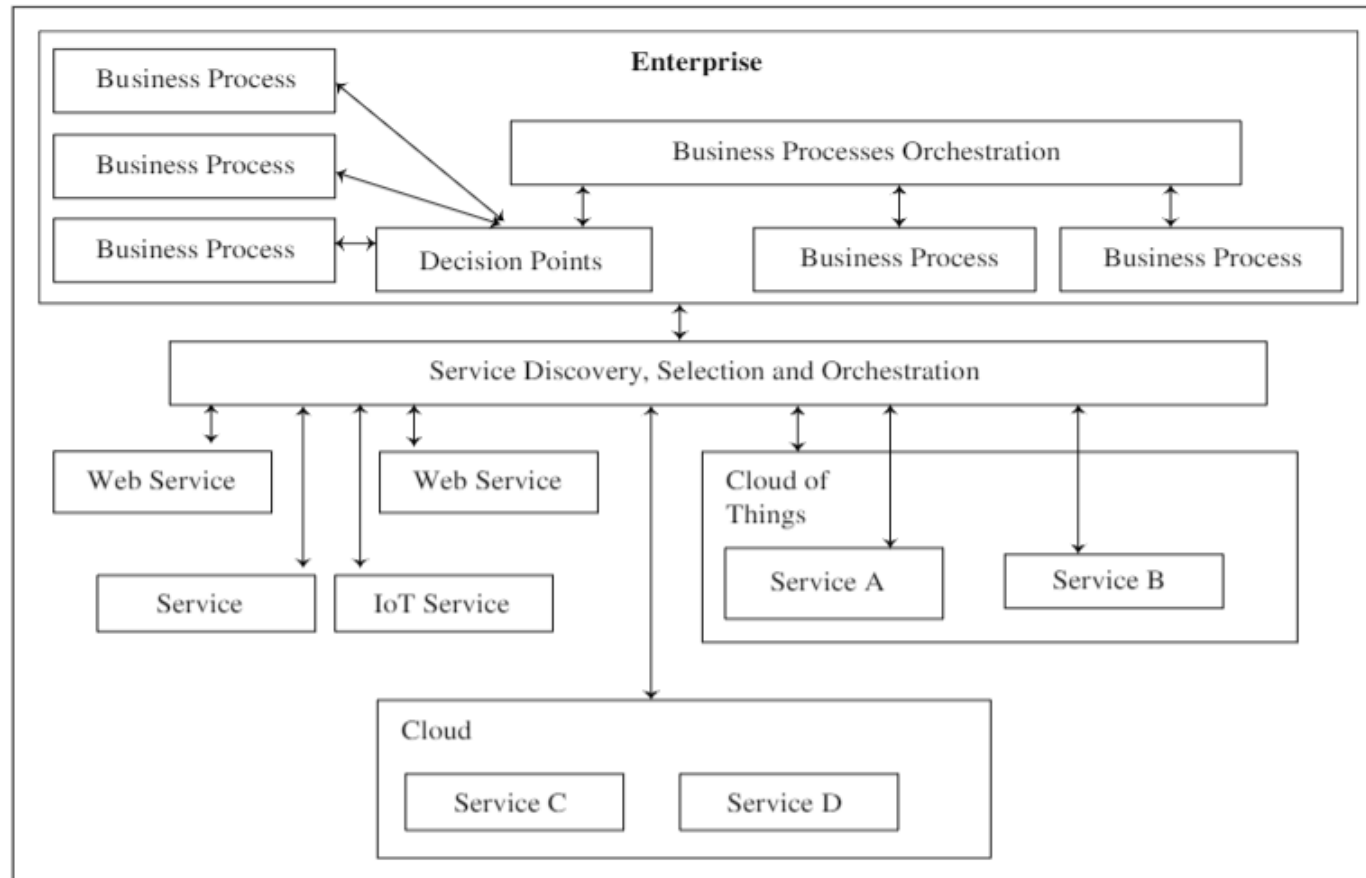 Enterprise
Business Process
Business Process
Business Process
Business Processes Orchestration
Decision Points
Business Process
Business Process
Service Discovery, Selection and Orchestration
Web Service
Web Service
Service
IoT Service
Cloud of
Things
Service A
Service B
Cloud
Service C
Service D